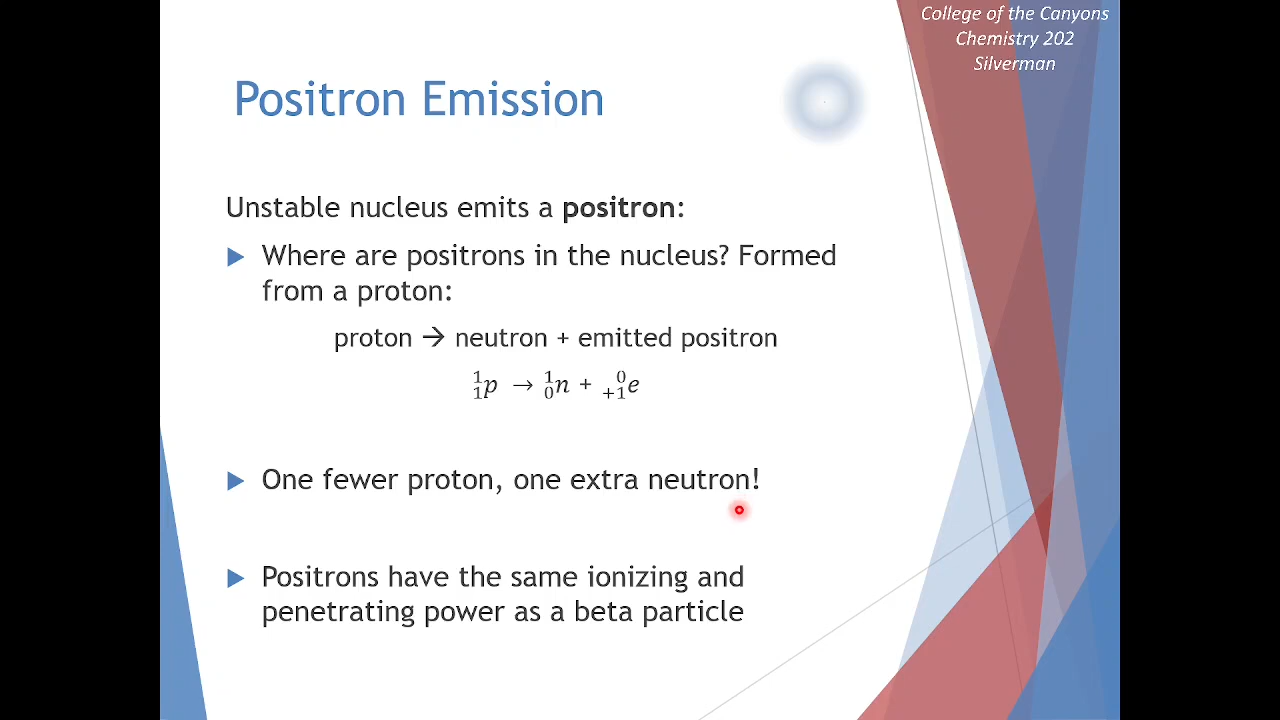 College of the Canyons
Chemistry 202
Silverman
Positron Emission
Unstable nucleus emits a positron:
Where are positrons in the nucleus? Formed
from a proton:
proton → neutron + emitted positron
¹₁p → ¹₀n + ⁰₊₁e
One fewer proton, one extra neutron!
Positrons have the same ionizing and
penetrating power as a beta particle